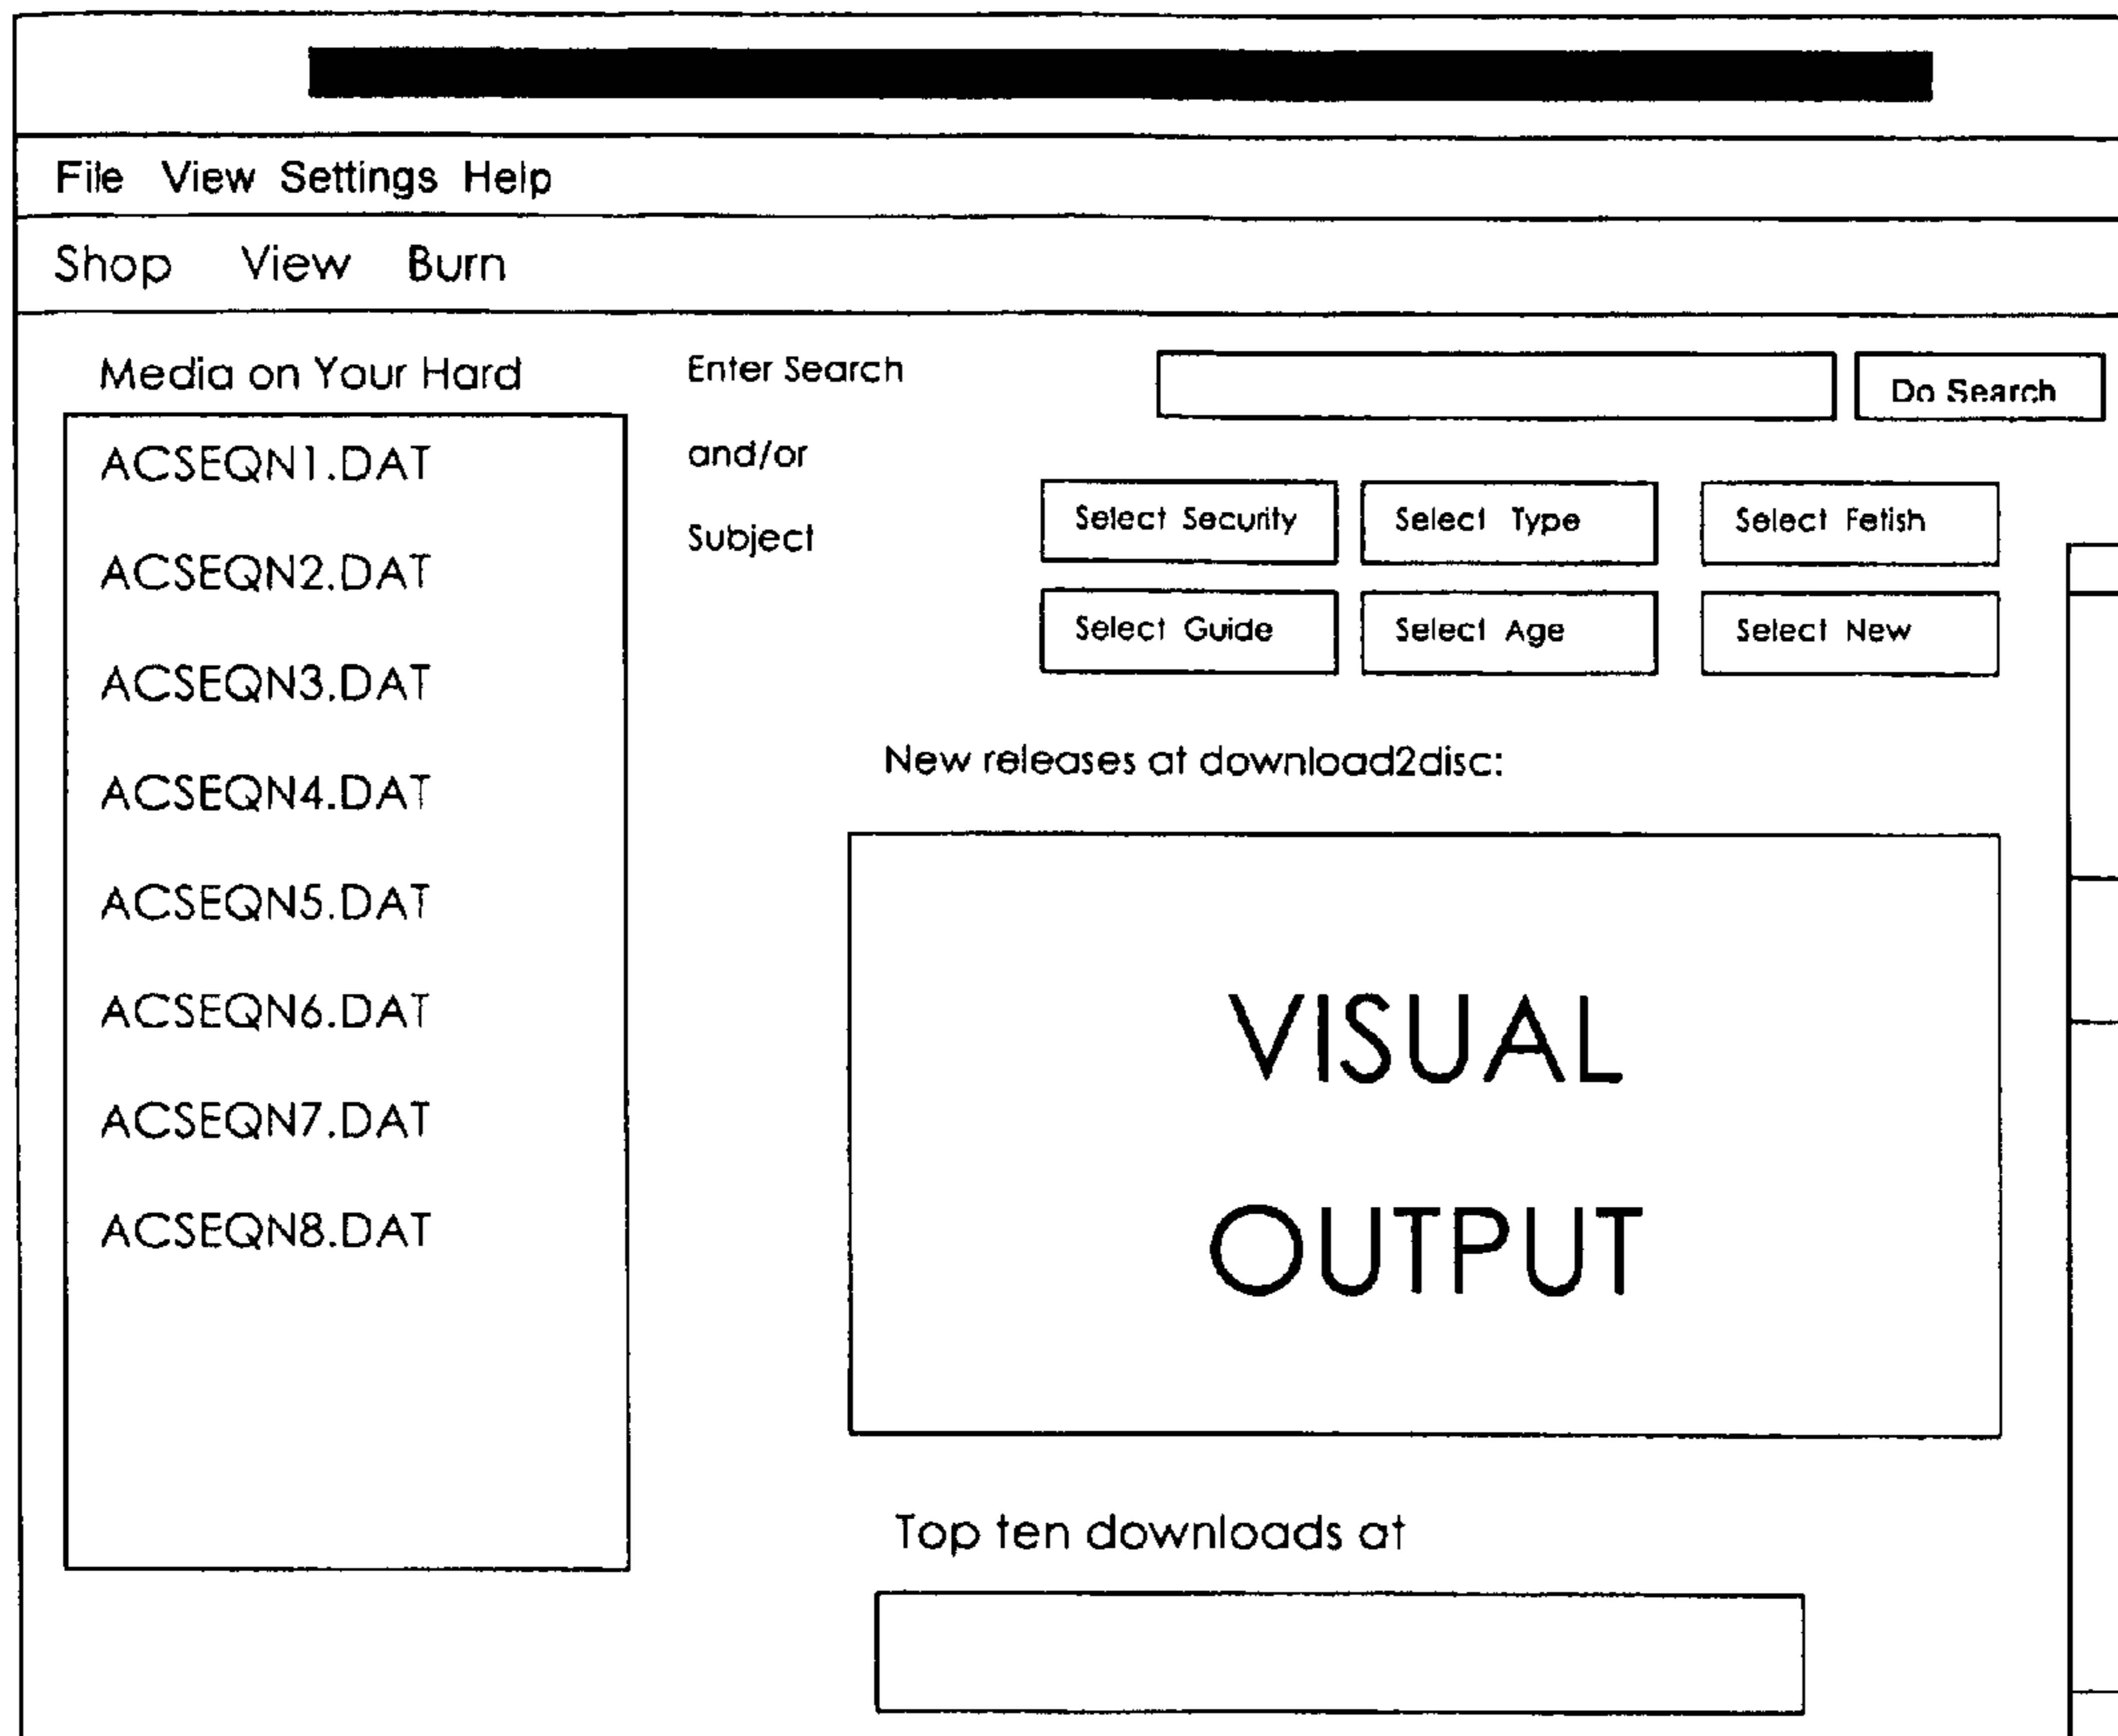 File View Settings Help
Shop View Burn
Media on Your Hard
ACSEQN1.DAT
ACSEQN2.DAT
ACSEQN3.DAT
ACSEQN4.DAT
ACSEQN5.DAT
ACSEQN6.DAT
ACSEQN7.DAT
ACSEQN8.DAT
Enter Search
Do Search
and/or
Subject
Select Security Select Type Select Fetish
Select Guide Select Age Select New
New releases at download2disc:
VISUAL
OUTPUT
Top ten downloads at